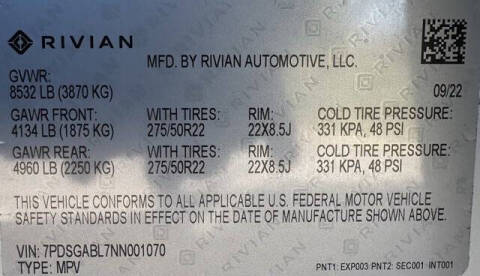 RIVIAN
MFD. BY RIVIAN AUTOMOTIVE, LLC.
GVWR:
8532 LB (3870 KG) 09/22
GAWR FRONT: WITH TIRES: RIM: COLD TIRE PRESSURE:
4134 LB (1875 KG) 275/50R22 22X8.5J 331 KPA, 48 PSI
GAWR REAR: WITH TIRES: RIM: COLD TIRE PRESSURE:
4960 LB (2250 KG) 275/50R22 22X8.5J 331 KPA, 48 PSI
THIS VEHICLE CONFORMS TO ALL APPLICABLE U.S. FEDERAL MOTOR VEHICLE
SAFETY STANDARDS IN EFFECT ON THE DATE OF MANUFACTURE SHOWN ABOVE.
VIN: 7PDSGABL7NN001070
TYPE: MPV PNT1: EXP003 PNT2: SEC001 INT001